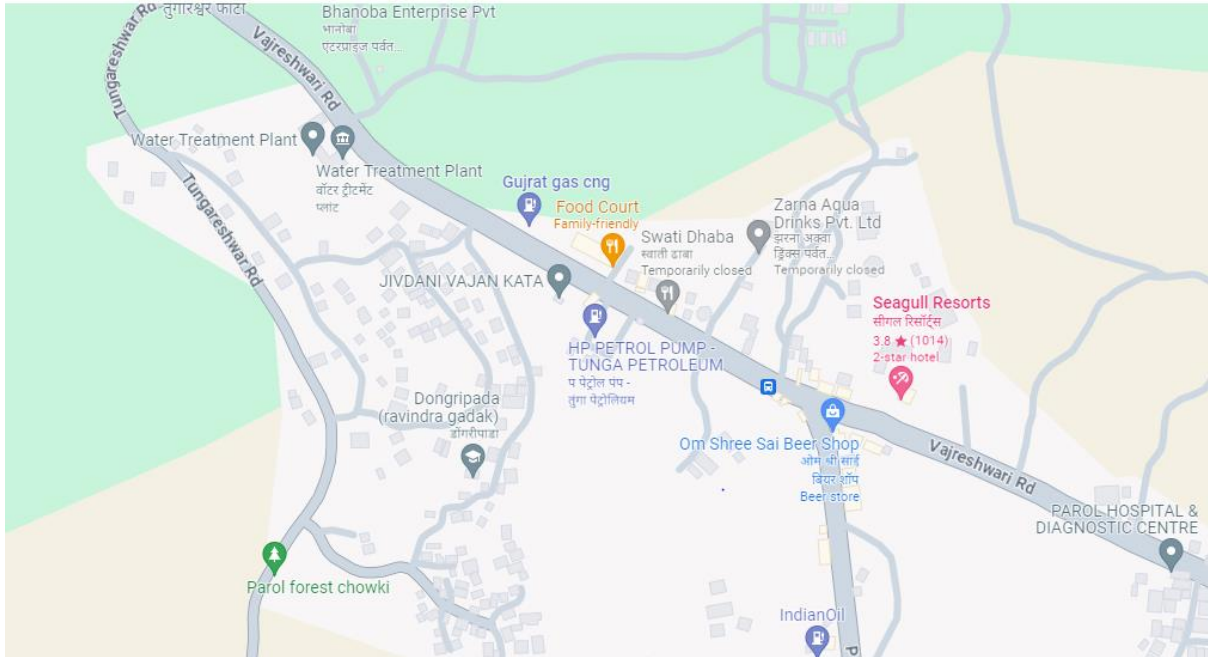 तुंगारेश्वर फाटा
Bhanoba Enterprise Pvt
भानोबा
एंटरप्राइज पर्वत...
Tungareshwar Rd
Vajreshwari Rd
Water Treatment Plant
Water Treatment Plant
वॉटर ट्रीटमेंट
प्लांट
Tungareshwar Rd
Gujrat gas cng
Food Court
Family-friendly
Swati Dhaba
स्वाती ढाबा
Temporarily closed
Zarna Aqua
Drinks Pvt. Ltd
झरना अक्वा
ड्रिंक्स पर्वत...
Temporarily closed
JIVDANI VAJAN KATA
HP PETROL PUMP -
TUNGA PETROLEUM
प पेट्रोल पंप -
तुंगा पेट्रोलियम
Seagull Resorts
सीगल रिसॉर्ट्स
3.8 ★ (1014)
2-star hotel
Dongripada
(ravindra gadak)
डोंगरीपाडा
Om Shree Sai Beer Shop
ओम श्री साई
बियर शॉप
Beer store
Vajreshwari Rd
PAROL HOSPITAL &
DIAGNOSTIC CENTRE
Parol forest chowki
IndianOil
P